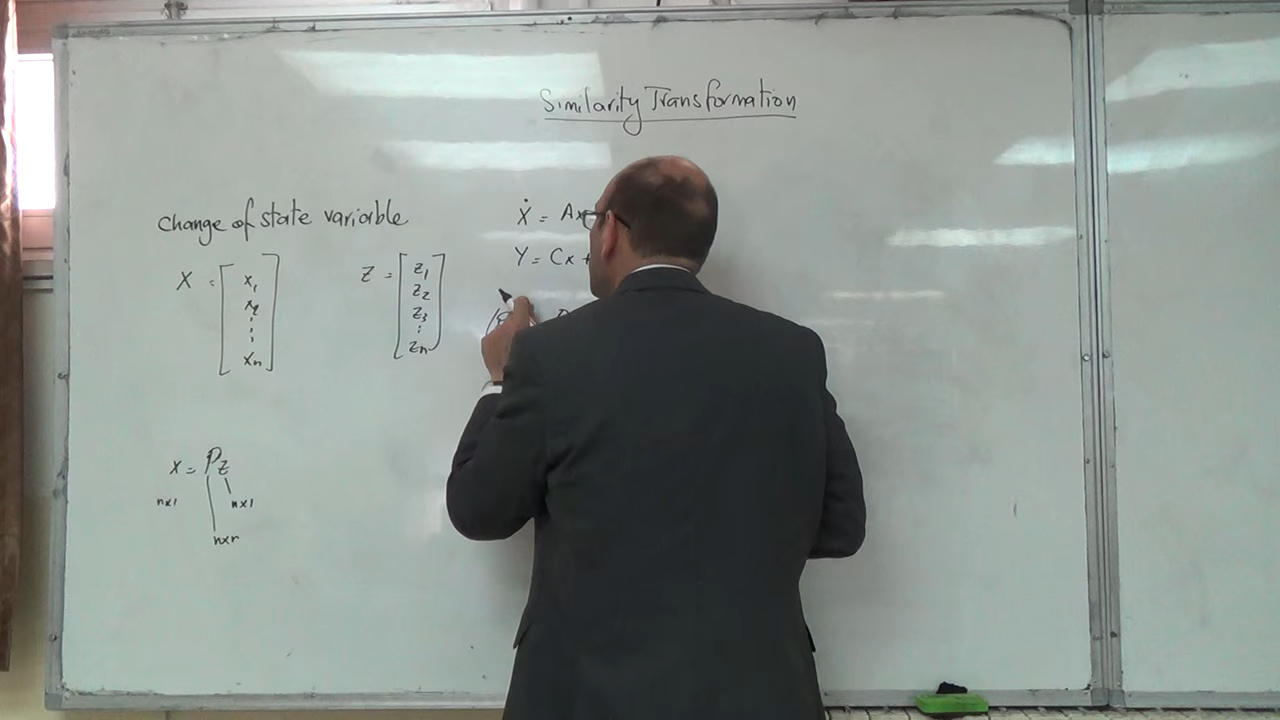 Similarity Transformation
change of state variable
X = [x1 x2 ⋮ xn]
Z = [z1 z2 z3 ⋮ zn]
Ẋ = Ax
Y = Cx +
x = Pz
nx1
nx1
nxn